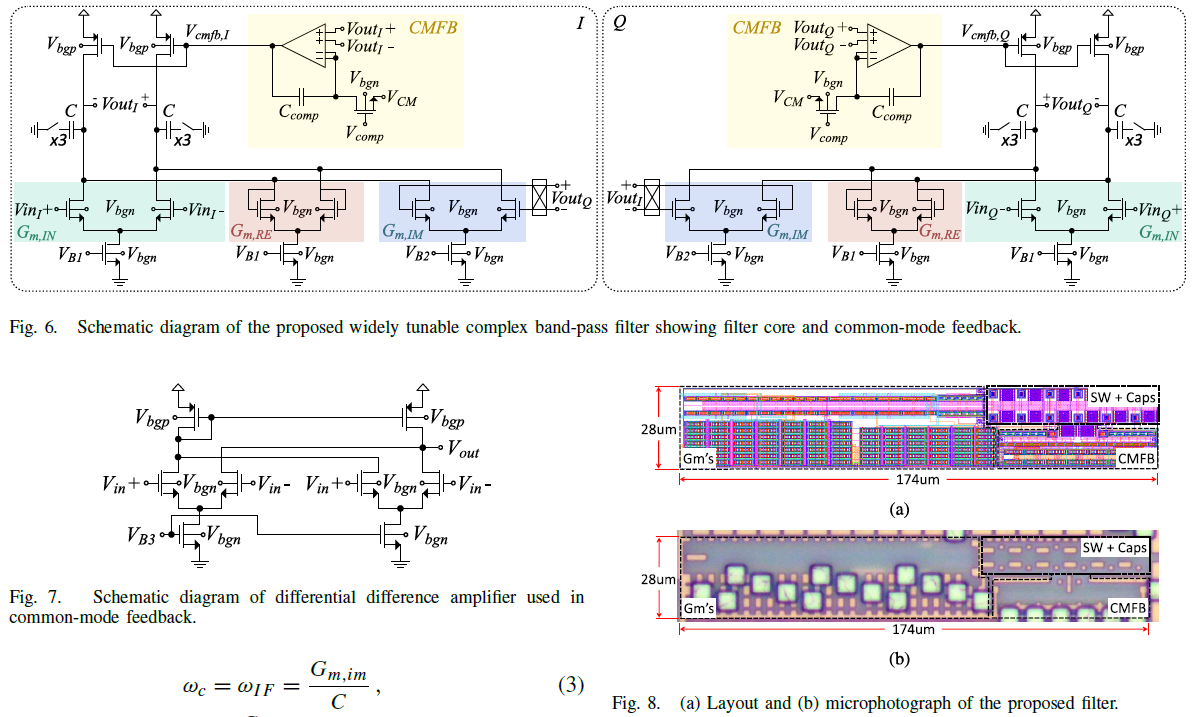 I
Q
V_bgp
V_bgp
V_cmfb,I
Vout_I+
Vout_I-
CMFB
C_comp
V_bgn
V_CM
V_comp
C
- Vout_I +
C
x3
x3
Vin_I+
V_bgn
Vin_I-
G_m,IN
V_bgn
G_m,RE
V_bgn
G_m,IM
+
Vout_Q
-
V_B1
V_bgn
V_B1
V_bgn
V_B2
V_bgn
CMFB
Vout_Q+
Vout_Q-
V_cmfb,Q
V_bgp
V_bgp
V_bgn
V_CM
V_comp
C_comp
C
+Vout_Q-
C
x3
x3
+
Vout_I
-
V_bgn
G_m,IM
V_bgn
G_m,RE
Vin_Q-
V_bgn
Vin_Q+
G_m,IN
V_B2
V_bgn
V_B1
V_bgn
V_B1
V_bgn
Fig. 6. Schematic diagram of the proposed widely tunable complex band-pass filter showing filter core and common-mode feedback.
V_bgp
V_bgp
V_out
V_in+
V_bgn
V_in-
V_in+
V_bgn
V_in-
V_B3
V_bgn
V_bgn
Fig. 7. Schematic diagram of differential difference amplifier used in
common-mode feedback.
ω_c = ω_IF = G_m,im / C , (3)
28um
SW + Caps
Gm's
CMFB
174um
(a)
28um
SW + Caps
Gm's
CMFB
174um
(b)
Fig. 8. (a) Layout and (b) microphotograph of the proposed filter.